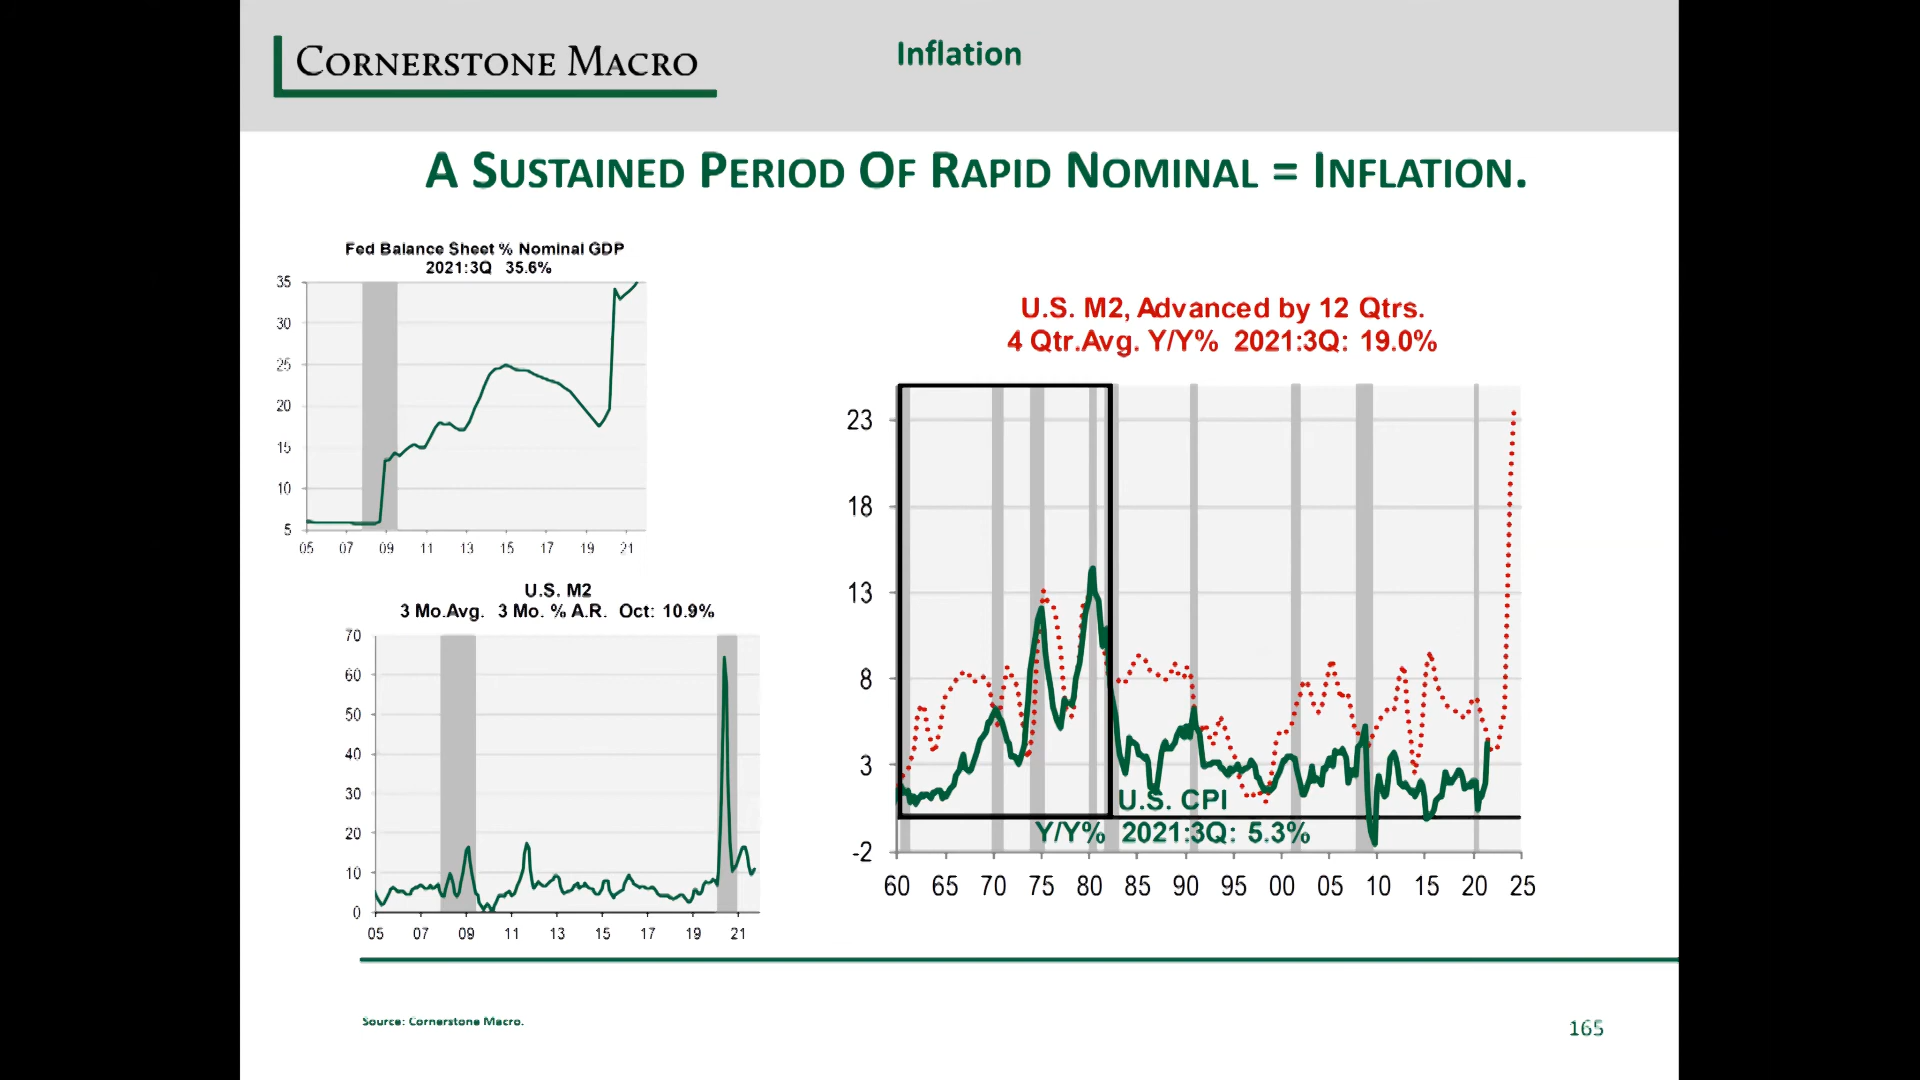 CORNERSTONE MACRO
Inflation
A SUSTAINED PERIOD OF RAPID NOMINAL = INFLATION.
Fed Balance Sheet % Nominal GDP
2021:3Q 35.6%
35
30
25
20
15
10
5
05 07 09 11 13 15 17 19 21
U.S. M2
3 Mo.Avg. 3 Mo. % A.R. Oct: 10.9%
70
60
50
40
30
20
10
0
05 07 09 11 13 15 17 19 21
U.S. M2, Advanced by 12 Qtrs.
4 Qtr.Avg. Y/Y% 2021:3Q: 19.0%
23
18
13
8
3
-2
U.S. CPI
Y/Y% 2021:3Q: 5.3%
60 65 70 75 80 85 90 95 00 05 10 15 20 25
Source: Cornerstone Macro.
165